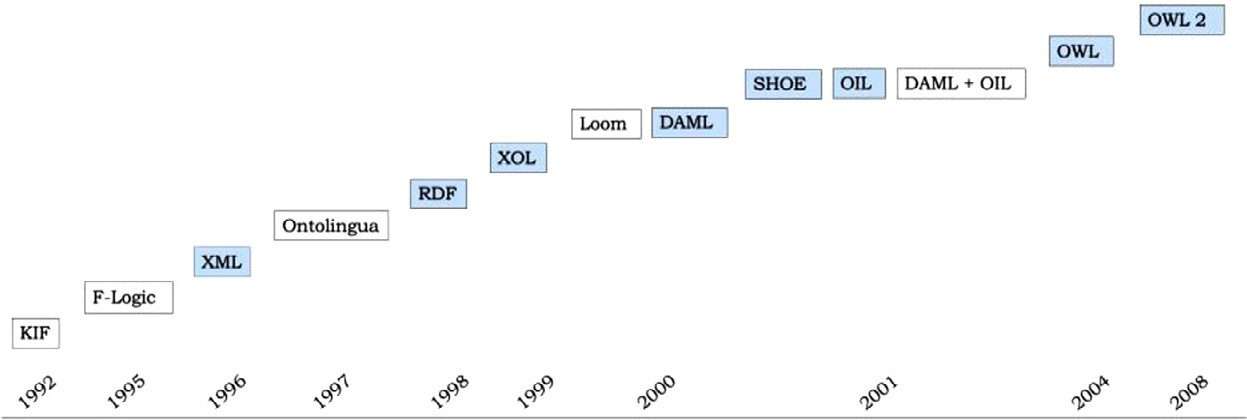 OWL 2
OWL
SHOE OIL DAML + OIL
Loom DAML
XOL
RDF
Ontolingua
XML
F-Logic
KIF
1992 1995 1996 1997 1998 1999 2000 2001 2004 2008